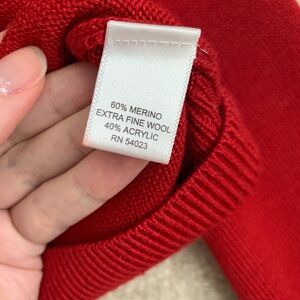 60% MERINO
EXTRA FINE WOOL
40% ACRYLIC
RN 54023